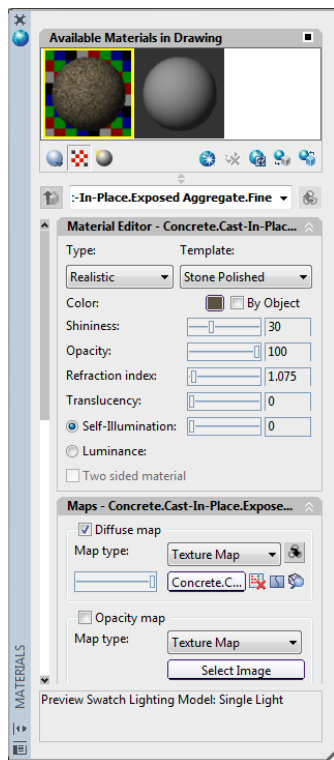 Available Materials in Drawing
:-In-Place.Exposed Aggregate.Fine
Material Editor - Concrete.Cast-In-Plac...
Type: Template:
Realistic Stone Polished
Color: By Object
Shininess: 30
Opacity: 100
Refraction index: 1.075
Translucency: 0
Self-Illumination: 0
Luminance:
Two sided material
Maps - Concrete.Cast-In-Place.Expose...
Diffuse map
Map type: Texture Map
Concrete.C...
Opacity map
Map type: Texture Map
Select Image
Preview Swatch Lighting Model: Single Light
MATERIALS